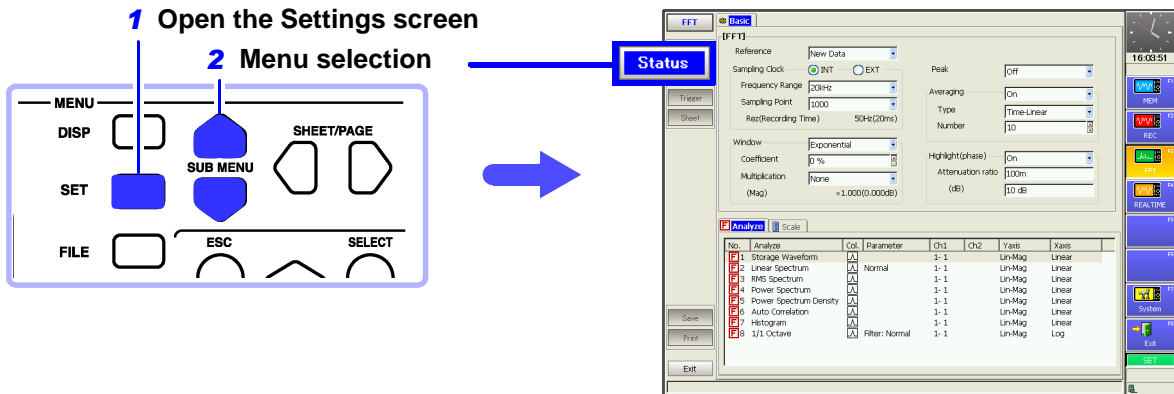 1 Open the Settings screen
2 Menu selection
MENU
DISP
SET
FILE
SUB MENU
SHEET/PAGE
ESC
SELECT
FFT
Status
Trigger
Sheet
Save
Print
Exit
Basic
[FFT]
Reference New Data
Sampling Clock INT EXT
Frequency Range 20kHz
Sampling Point 1000
Rez(Recording Time) 50Hz(20ms)
Window Exponential
Coefficient 0 %
Multiplication None
(Mag) ×1.000(0.000dB)
Peak Off
Averaging On
Type Time-Linear
Number 10
Highlight(phase) On
Attenuation ratio 100m
(dB) 10 dB
F Analyze Scale
No. Analyze Col. Parameter Ch1 Ch2 Yaxis Xaxis
F 1 Storage Waveform 1- 1 Lin-Mag Linear
F 2 Linear Spectrum Normal 1- 1 Lin-Mag Linear
F 3 RMS Spectrum 1- 1 Lin-Mag Linear
F 4 Power Spectrum 1- 1 Lin-Mag Linear
F 5 Power Spectrum Density 1- 1 Lin-Mag Linear
F 6 Auto Correlation 1- 1 Lin-Mag Linear
F 7 Histogram 1- 1 Lin-Mag Linear
F 8 1/1 Octave Filter: Normal 1- 1 Lin-Mag Log
16:03:51
F1
MEM
F2
REC
F3
FFT
F4
REALTIME
F5
F6
F7
System
F8
Exit
SET